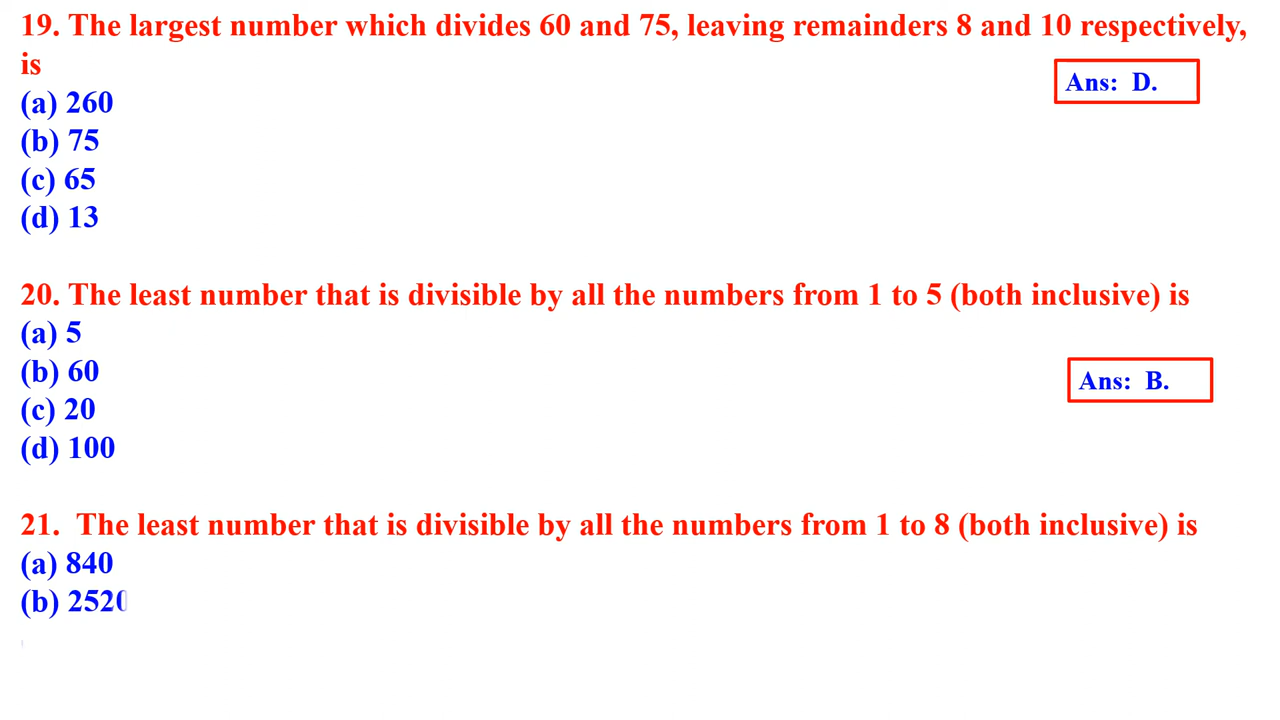 19. The largest number which divides 60 and 75, leaving remainders 8 and 10 respectively,
is
Ans: D.
(a) 260
(b) 75
(c) 65
(d) 13
20. The least number that is divisible by all the numbers from 1 to 5 (both inclusive) is
(a) 5
(b) 60
Ans: B.
(c) 20
(d) 100
21. The least number that is divisible by all the numbers from 1 to 8 (both inclusive) is
(a) 840
(b) 2520